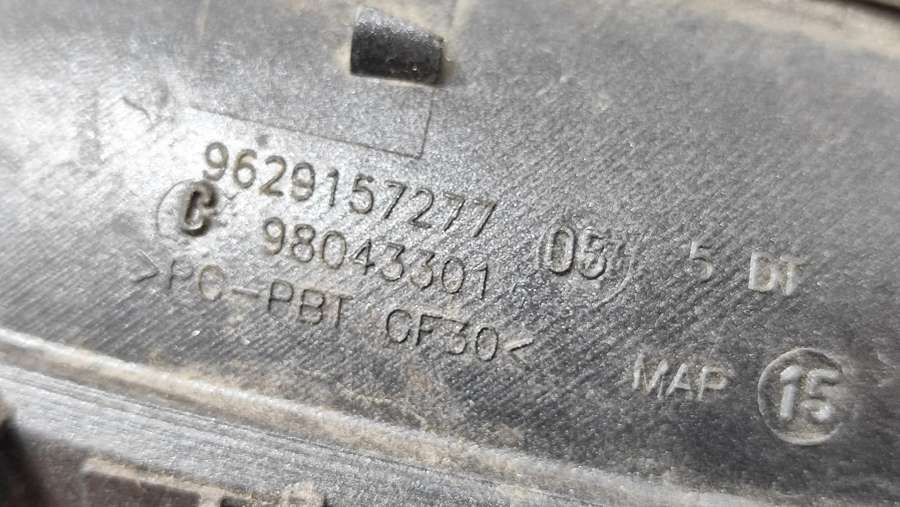 9629157277
C 98043301 05 5 DT
>PC-PBT GF30<
MAP 15